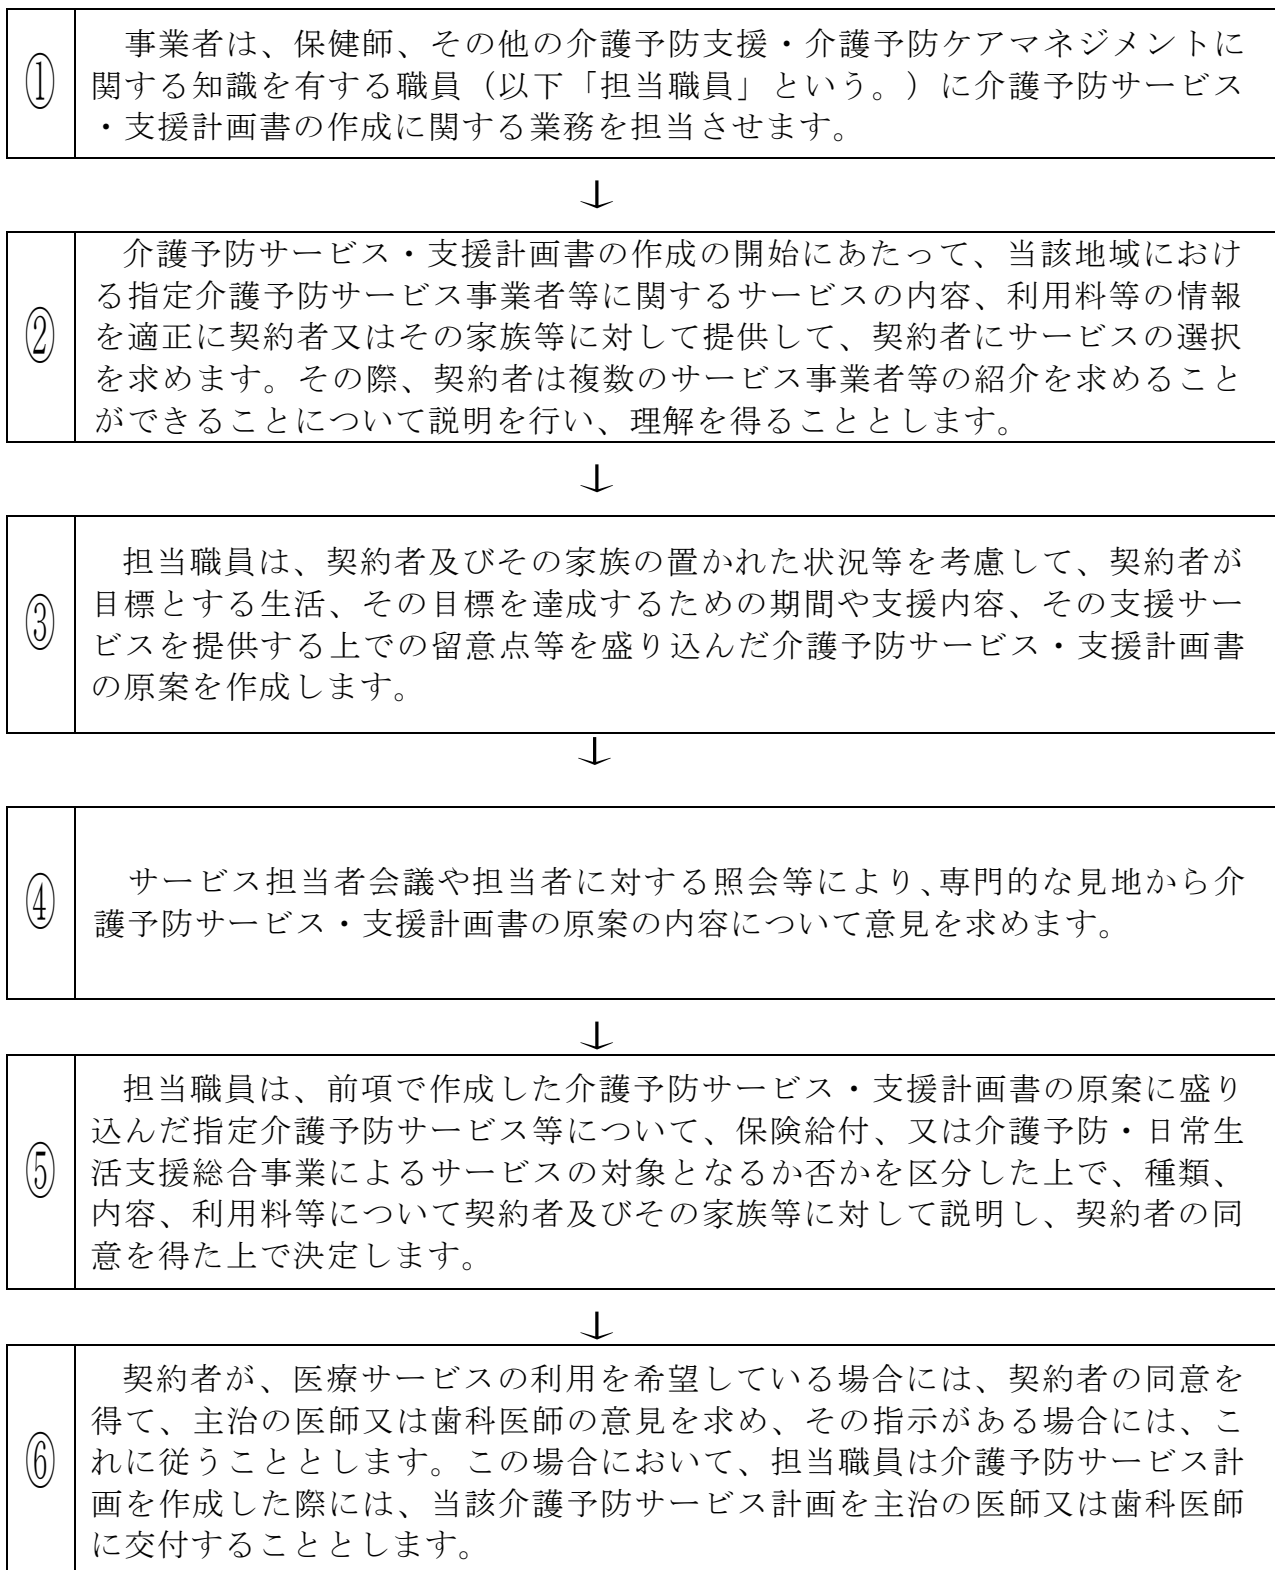 ①
事業者は、保健師、その他の介護予防支援・介護予防ケアマネジメントに
関する知識を有する職員（以下「担当職員」という。）に介護予防サービス
・支援計画書の作成に関する業務を担当させます。
↓
②
介護予防サービス・支援計画書の作成の開始にあたって、当該地域におけ
る指定介護予防サービス事業者等に関するサービスの内容、利用料等の情報
を適正に契約者又はその家族等に対して提供して、契約者にサービスの選択
を求めます。その際、契約者は複数のサービス事業者等の紹介を求めること
ができることについて説明を行い、理解を得ることとします。
↓
③
担当職員は、契約者及びその家族の置かれた状況等を考慮して、契約者が
目標とする生活、その目標を達成するための期間や支援内容、その支援サー
ビスを提供する上での留意点等を盛り込んだ介護予防サービス・支援計画書
の原案を作成します。
↓
④
サービス担当者会議や担当者に対する照会等により、専門的な見地から介
護予防サービス・支援計画書の原案の内容について意見を求めます。
↓
⑤
担当職員は、前項で作成した介護予防サービス・支援計画書の原案に盛り
込んだ指定介護予防サービス等について、保険給付、又は介護予防・日常生
活支援総合事業によるサービスの対象となるか否かを区分した上で、種類、
内容、利用料等について契約者及びその家族等に対して説明し、契約者の同
意を得た上で決定します。
↓
⑥
契約者が、医療サービスの利用を希望している場合には、契約者の同意を
得て、主治の医師又は歯科医師の意見を求め、その指示がある場合には、こ
れに従うこととします。この場合において、担当職員は介護予防サービス計
画を作成した際には、当該介護予防サービス計画を主治の医師又は歯科医師
に交付することとします。